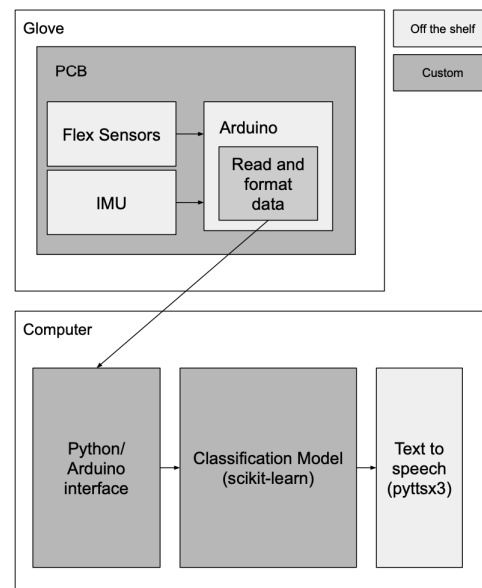 Glove
Off the shelf
Custom
PCB
Flex Sensors
Arduino
Read and
format
data
IMU
Computer
Python/
Arduino
interface
Classification Model
(scikit-learn)
Text to
speech
(pyttsx3)